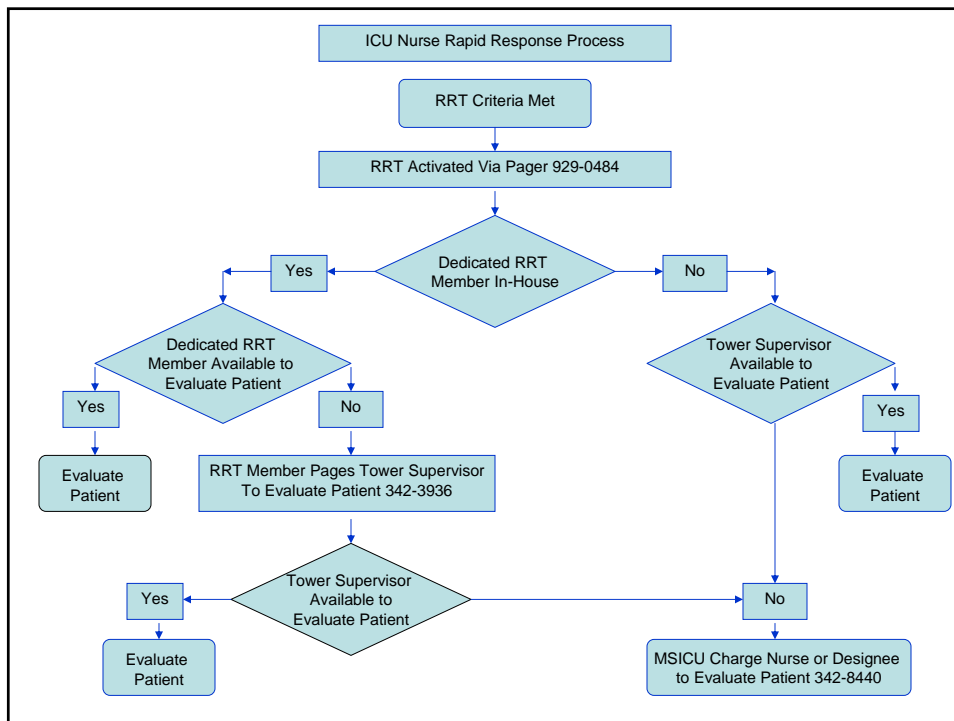 ICU Nurse Rapid Response Process
RRT Criteria Met
RRT Activated Via Pager 929-0484
Dedicated RRT
Member In-House
Yes
No
Dedicated RRT
Member Available to
Evaluate Patient
Tower Supervisor
Available to
Evaluate Patient
Yes
No
Yes
Evaluate
Patient
RRT Member Pages Tower Supervisor
To Evaluate Patient 342-3936
Evaluate
Patient
Tower Supervisor
Available to
Evaluate Patient
Yes
No
Evaluate
Patient
MSICU Charge Nurse or Designee
to Evaluate Patient 342-8440